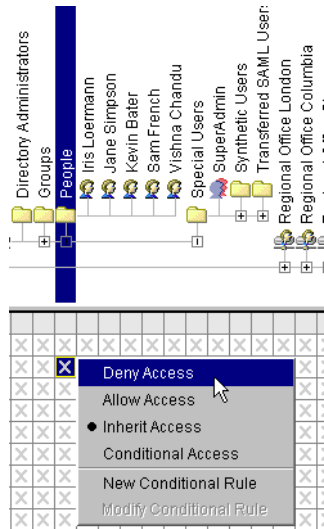 Directory Administrators
Groups
People
Iris Loermann
Jane Simpson
Kevin Bater
Sam French
Vishna Chandu
Special Users
SuperAdmin
Synthetic Users
Transferred SAML User
Regional Office London
Regional Office Columbia
Deny Access
Allow Access
Inherit Access
Conditional Access
New Conditional Rule
Modify Conditional Rule